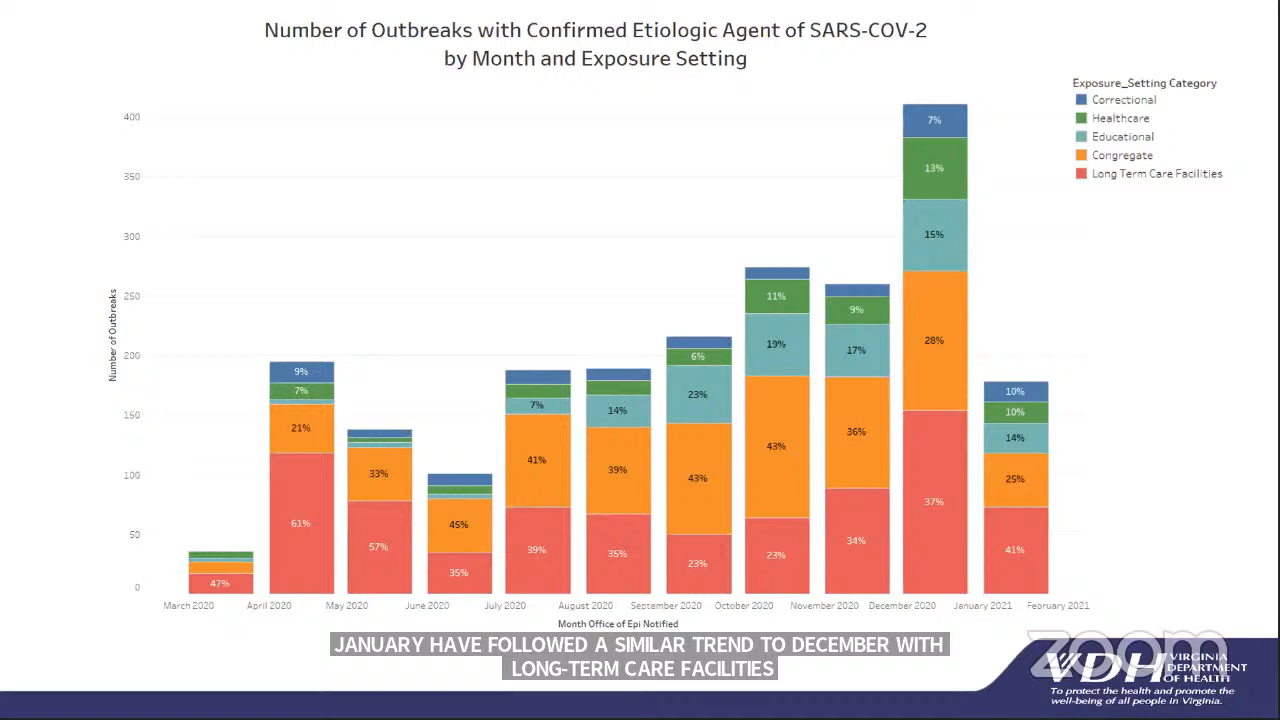 Number of Outbreaks with Confirmed Etiologic Agent of SARS-COV-2
by Month and Exposure Setting
Exposure_Setting Category
Correctional
Healthcare
Educational
Congregate
Long Term Care Facilities
Number of Outbreaks
400
350
300
250
200
150
100
50
0
47%
9%
7%
21%
61%
33%
57%
45%
35%
7%
41%
39%
14%
39%
35%
6%
23%
43%
23%
11%
19%
43%
23%
9%
17%
36%
34%
7%
13%
15%
28%
37%
10%
10%
14%
25%
41%
March 2020 April 2020 May 2020 June 2020 July 2020 August 2020 September 2020 October 2020 November 2020 December 2020 January 2021 February 2021
Month Office of Epi Notified
JANUARY HAVE FOLLOWED A SIMILAR TREND TO DECEMBER WITH
LONG-TERM CARE FACILITIES
zoom
VDH VIRGINIA
DEPARTMENT
OF HEALTH
To protect the health and promote the
well-being of all people in Virginia.